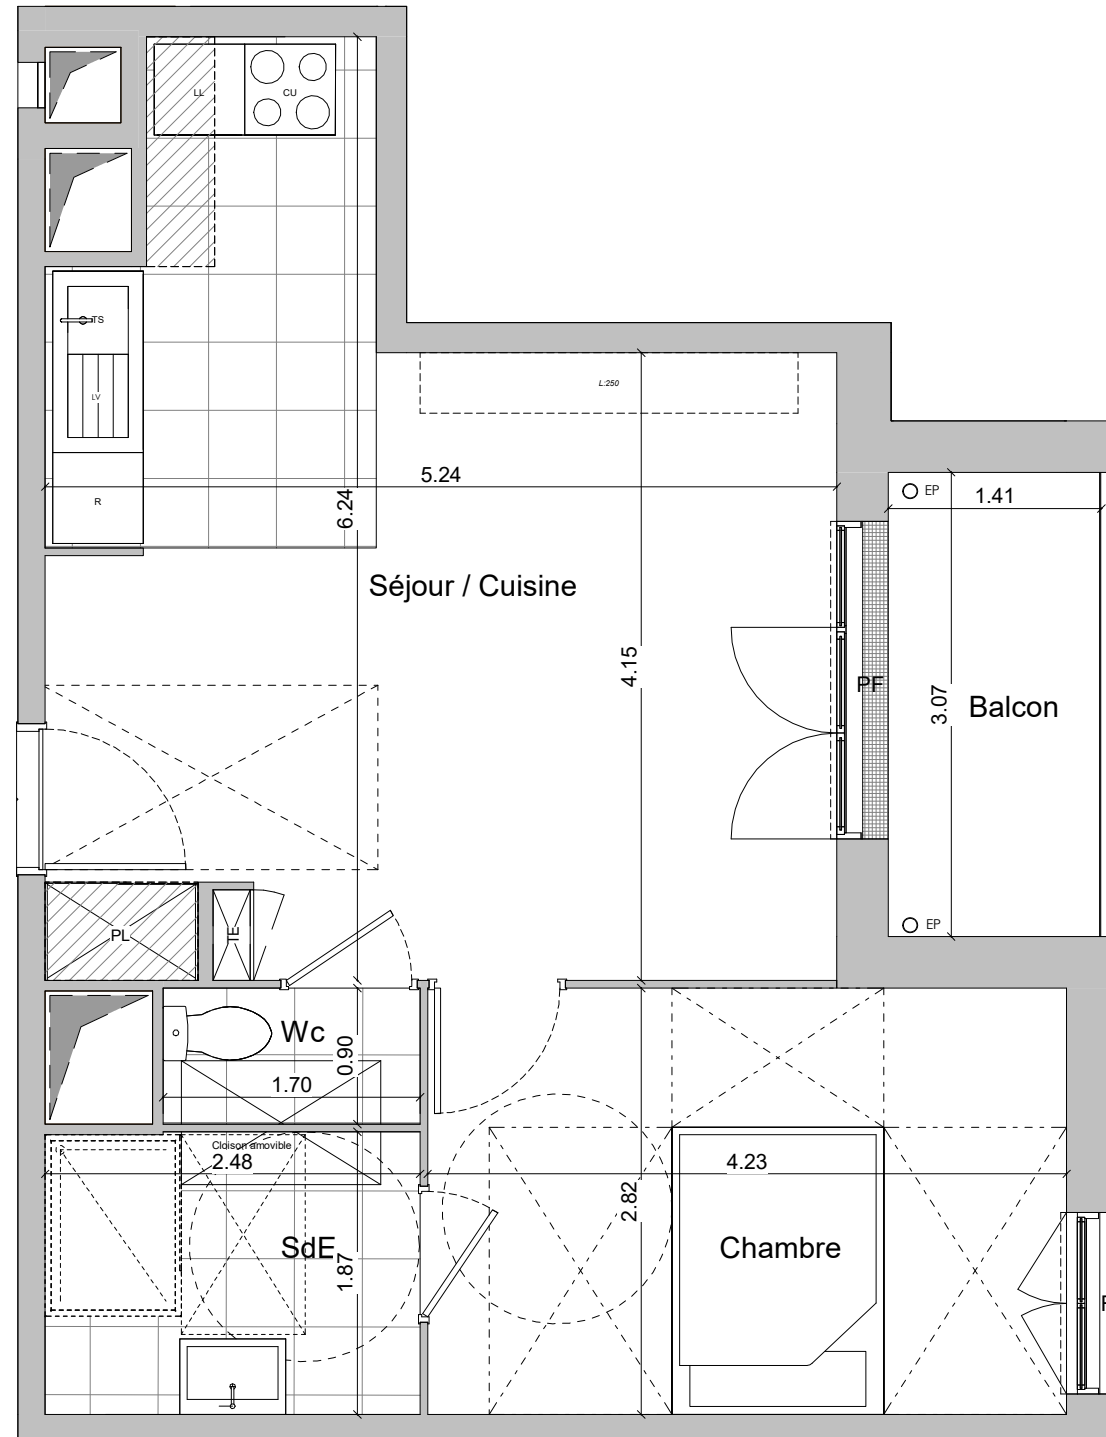 LL
CU
TS
LV
R
L:250
5.24
6.24
EP
1.41
Séjour / Cuisine
4.15
PF
3.07
Balcon
EP
PL
TE
Wc
0.90
1.70
Cloison amovible
2.48
4.23
2.82
SdE
1.87
Chambre